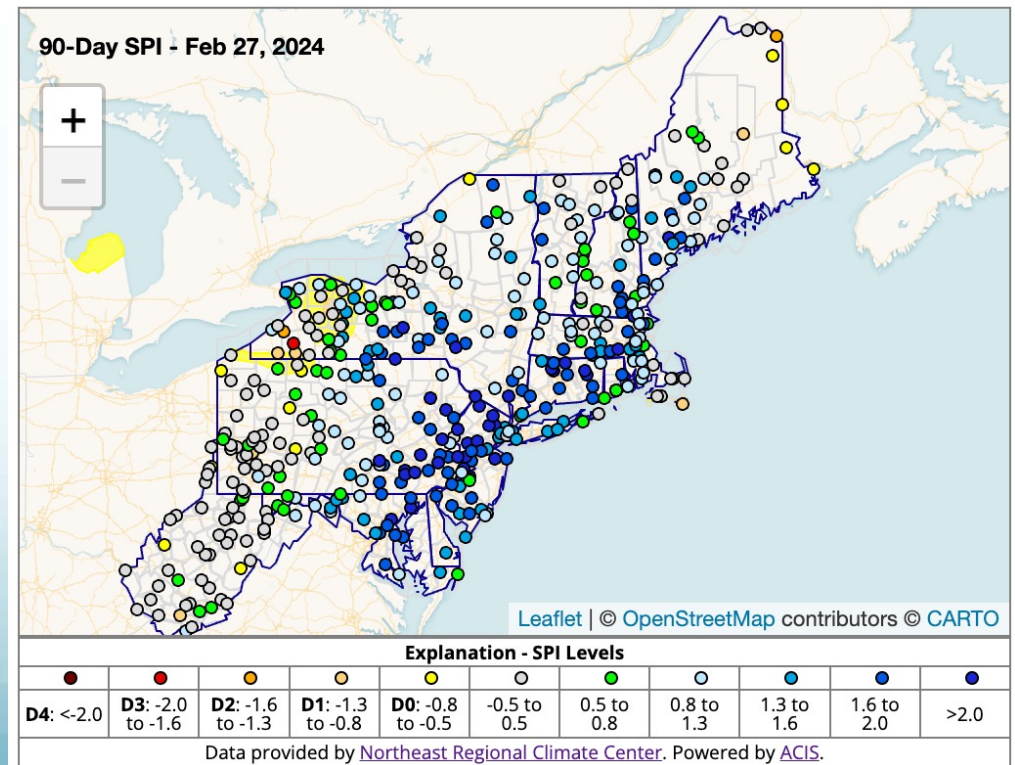 90-Day SPI - Feb 27, 2024
+
−
Leaflet | © OpenStreetMap contributors © CARTO
Explanation - SPI Levels
D4: <-2.0
D3: -2.0
to -1.6
D2: -1.6
to -1.3
D1: -1.3
to -0.8
D0: -0.8
to -0.5
-0.5 to
0.5
0.5 to
0.8
0.8 to
1.3
1.3 to
1.6
1.6 to
2.0
>2.0
Data provided by Northeast Regional Climate Center. Powered by ACIS.